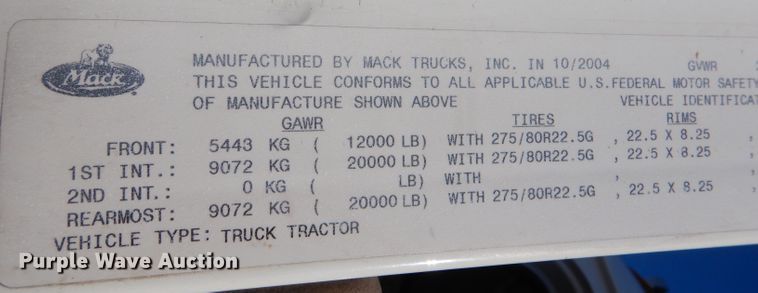 Mack
MANUFACTURED BY MACK TRUCKS, INC. IN 10/2004 GVWR
THIS VEHICLE CONFORMS TO ALL APPLICABLE U.S.FEDERAL MOTOR SAFETY
OF MANUFACTURE SHOWN ABOVE VEHICLE
GAWR TIRES RIMS
FRONT: 5443 KG ( 12000 LB) WITH 275/80R22.5G , 22.5 X 8.25 ,
1ST INT.: 9072 KG ( 20000 LB) WITH 275/80R22.5G , 22.5 X 8.25 ,
2ND INT.: 0 KG ( LB) WITH , ,
REARMOST: 9072 KG ( 20000 LB) WITH 275/80R22.5G , 22.5 X 8.25 ,
VEHICLE TYPE: TRUCK TRACTOR
Purple Wave Auction